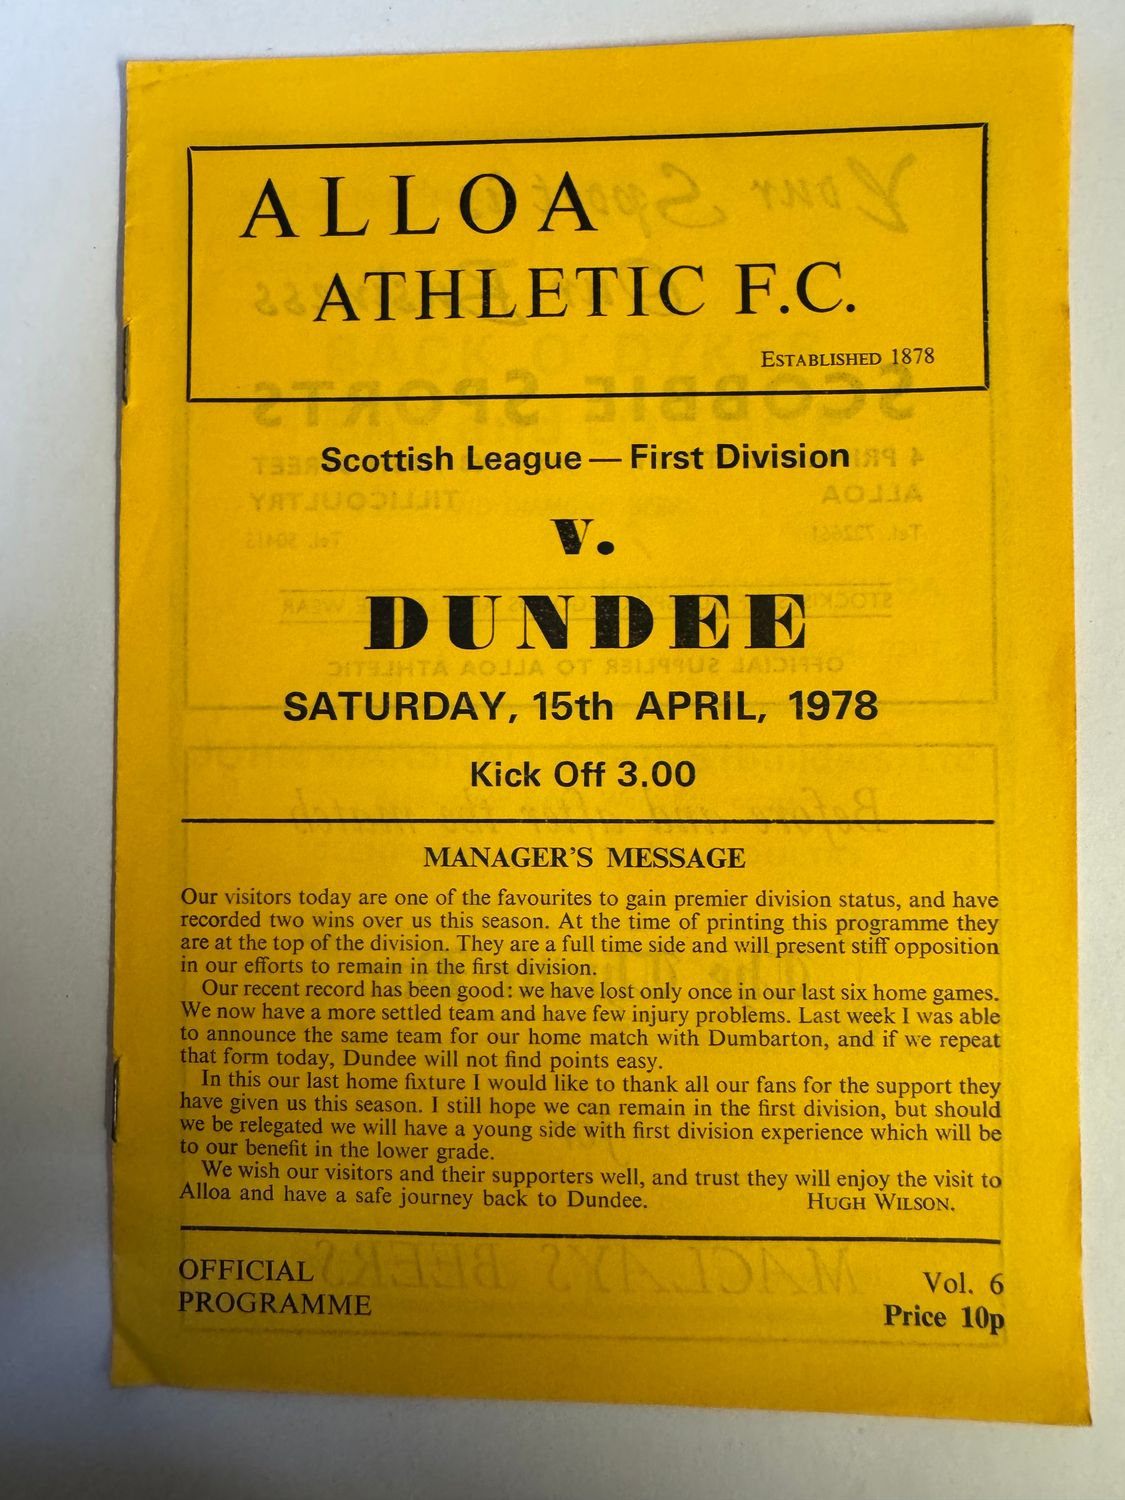 ALLOA
ATHLETIC F.C.
ESTABLISHED 1878
Scottish League — First Division
v.
DUNDEE
SATURDAY, 15th APRIL, 1978
Kick Off 3.00
MANAGER'S MESSAGE
Our visitors today are one of the favourites to gain premier division status, and have
recorded two wins over us this season. At the time of printing this programme they
are at the top of the division. They are a full time side and will present stiff opposition
in our efforts to remain in the first division.
Our recent record has been good: we have lost only once in our last six home games.
We now have a more settled team and have few injury problems. Last week I was able
to announce the same team for our home match with Dumbarton, and if we repeat
that form today, Dundee will not find points easy.
In this our last home fixture I would like to thank all our fans for the support they
have given us this season. I still hope we can remain in the first division, but should
we be relegated we will have a young side with first division experience which will be
to our benefit in the lower grade.
We wish our visitors and their supporters well, and trust they will enjoy the visit to
Alloa and have a safe journey back to Dundee. HUGH WILSON.
OFFICIAL
PROGRAMME
Vol. 6
Price 10p